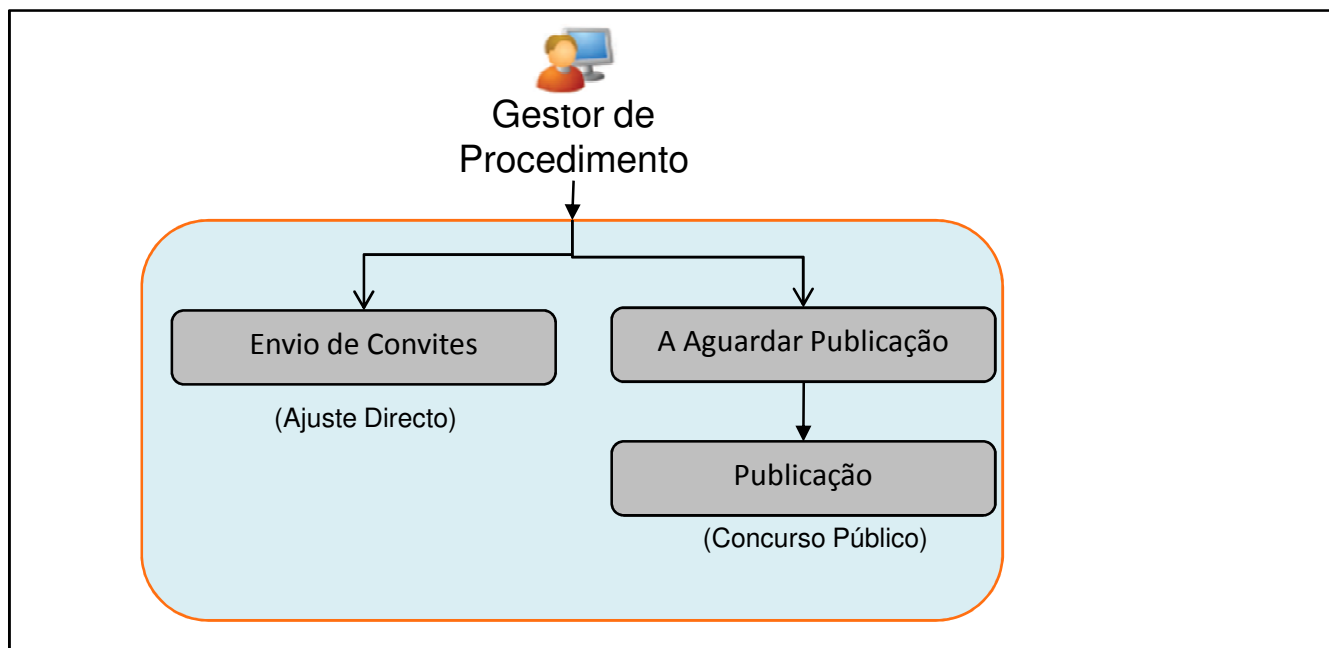 Gestor de
Procedimento
Envio de Convites
(Ajuste Directo)
A Aguardar Publicação
Publicação
(Concurso Público)